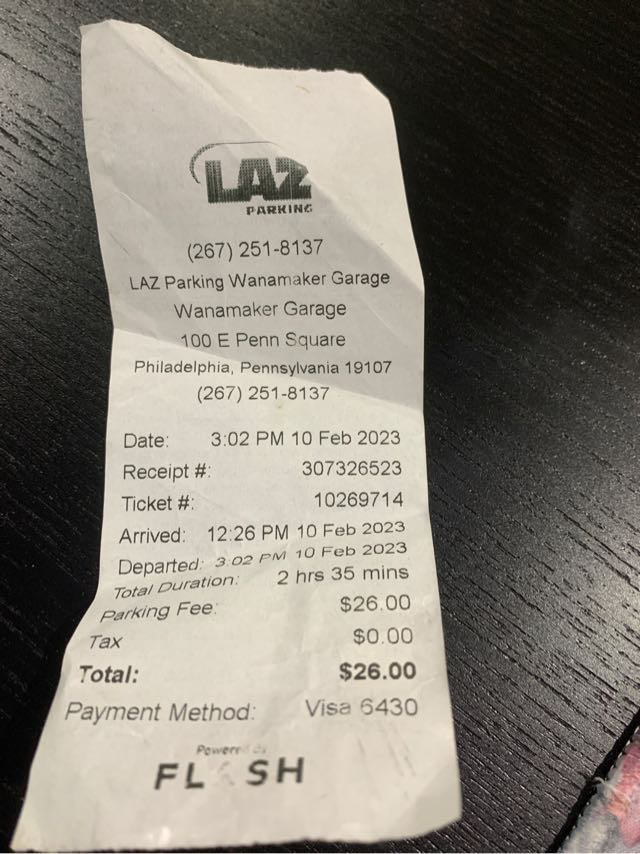 LAZ
PARKING
(267) 251-8137
LAZ Parking Wanamaker Garage
Wanamaker Garage
100 E Penn Square
Philadelphia, Pennsylvania 19107
(267) 251-8137
Date: 3:02 PM 10 Feb 2023
Receipt #: 307326523
Ticket #: 10269714
Arrived: 12:26 PM 10 Feb 2023
Departed: 3:02 PM 10 Feb 2023
Total Duration: 2 hrs 35 mins
Parking Fee: $26.00
Tax $0.00
Total: $26.00
Payment Method: Visa 6430
Powered by
FLASH